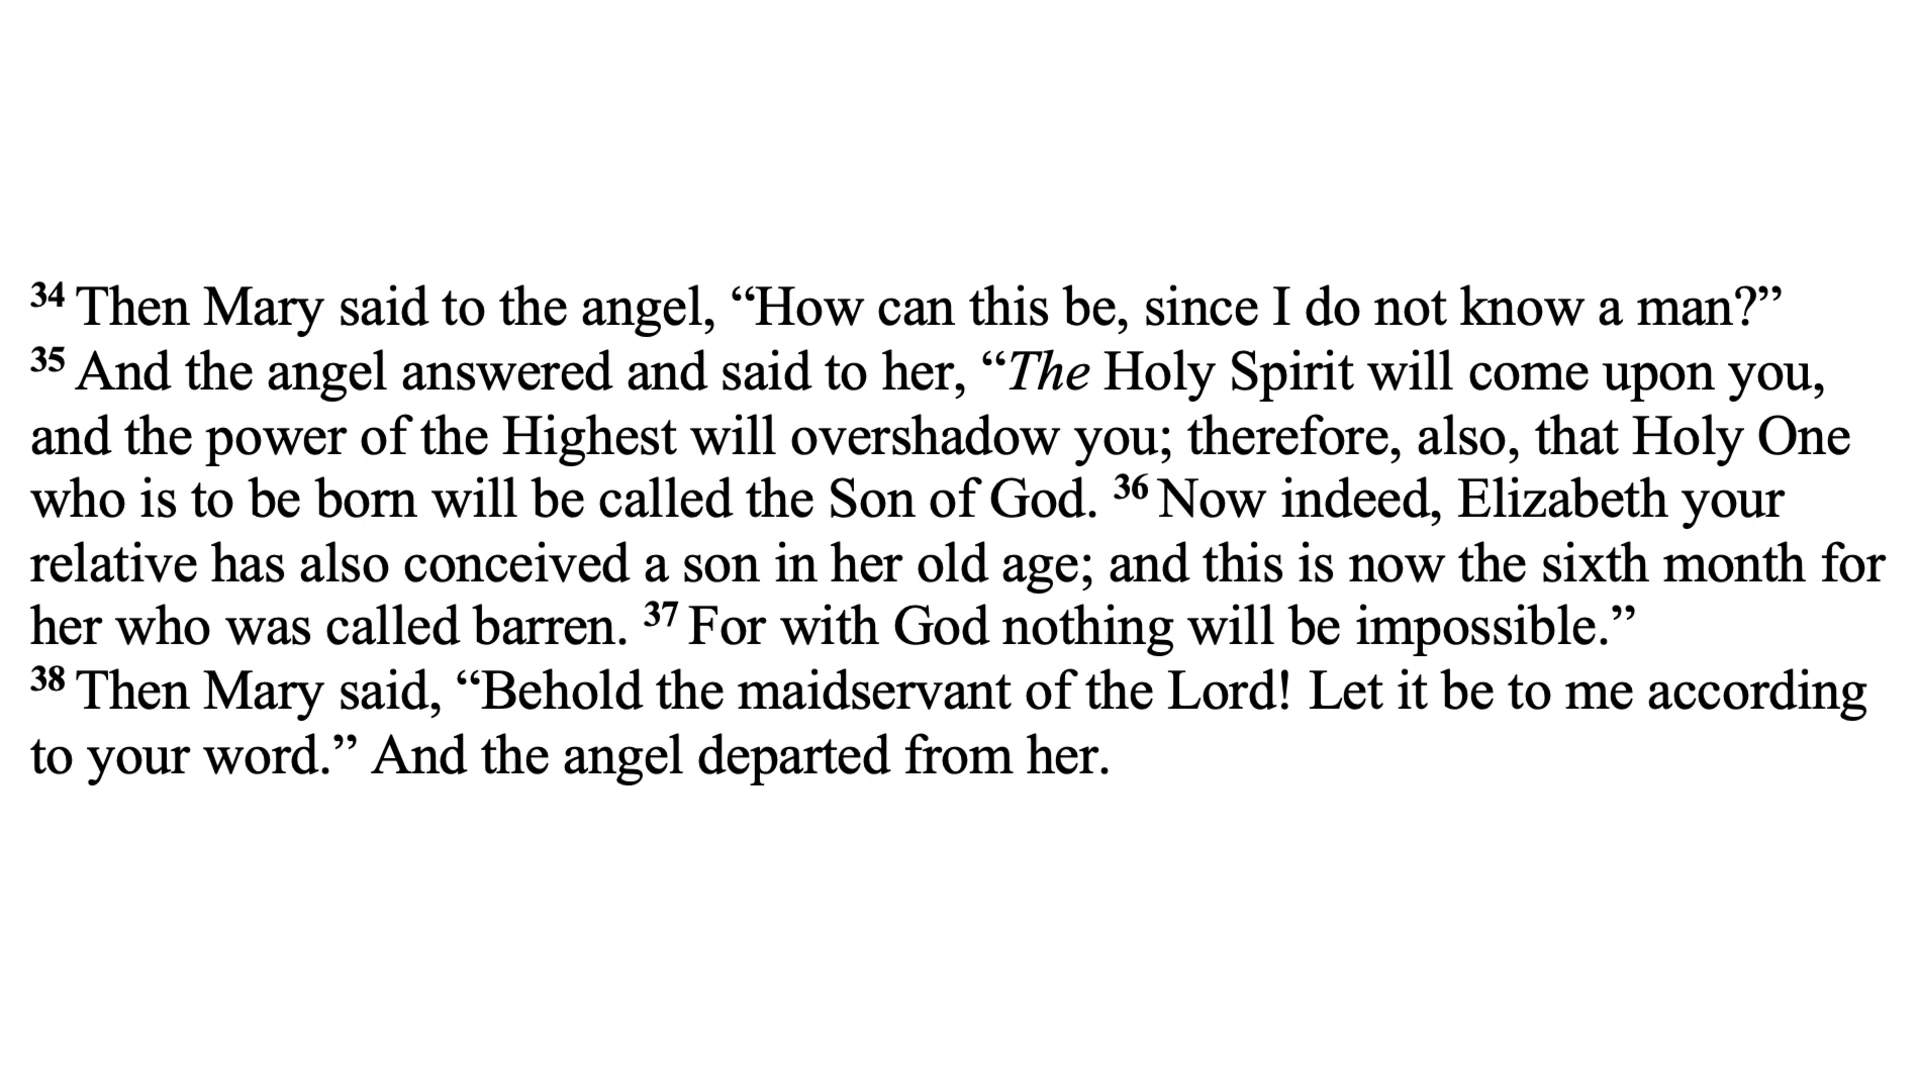 34 Then Mary said to the angel, “How can this be, since I do not know a man?”
35 And the angel answered and said to her, “The Holy Spirit will come upon you,
and the power of the Highest will overshadow you; therefore, also, that Holy One
who is to be born will be called the Son of God. 36 Now indeed, Elizabeth your
relative has also conceived a son in her old age; and this is now the sixth month for
her who was called barren. 37 For with God nothing will be impossible.”
38 Then Mary said, “Behold the maidservant of the Lord! Let it be to me according
to your word.” And the angel departed from her.